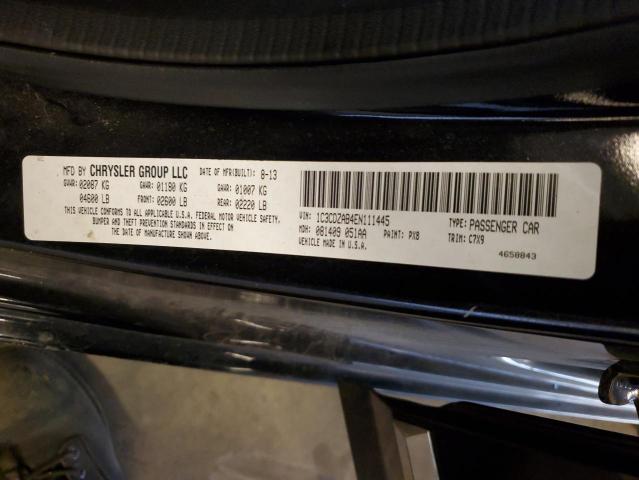 MFD BY CHRYSLER GROUP LLC DATE OF MFR(BUILT): 8-13
GVWR: 02087 KG GAWR: 01180 KG GAWR: 01007 KG
04600 LB FRONT: 02600 LB REAR: 02220 LB
THIS VEHICLE CONFORMS TO ALL APPLICABLE U.S.A. FEDERAL MOTOR VEHICLE SAFETY,
BUMPER AND THEFT PREVENTION STANDARDS IN EFFECT ON
THE DATE OF MANUFACTURE SHOWN ABOVE.
VIN: 1C3CDZAB4EN111445 TYPE: PASSENGER CAR
MDH: 081409 051AA PAINT: PX8 TRIM: C7X9
VEHICLE MADE IN U.S.A.
4658843